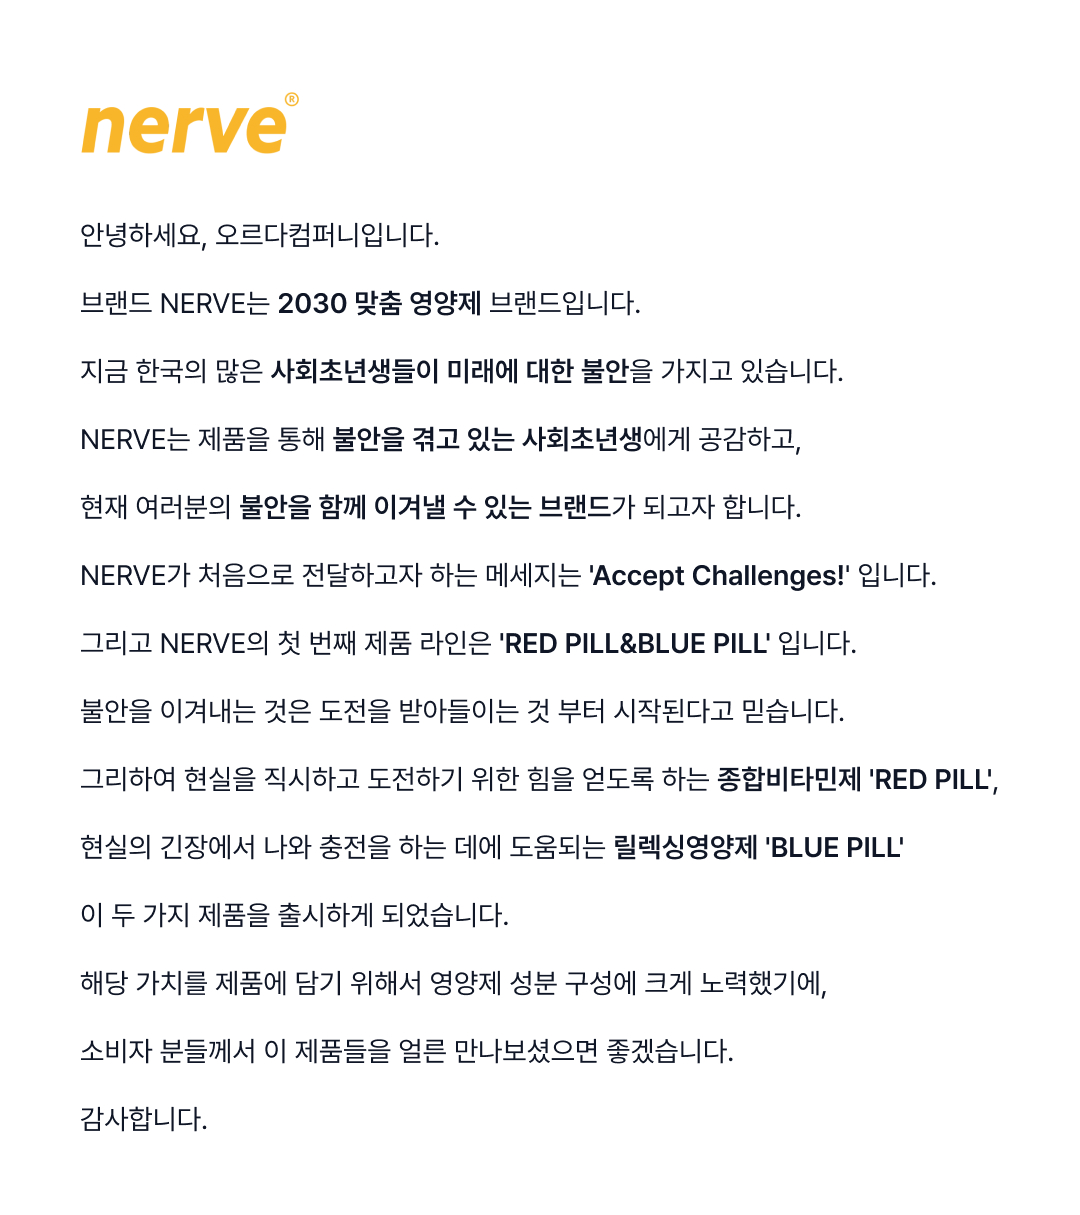 nerve®
안녕하세요, 오르다컴퍼니입니다.
브랜드 NERVE는 2030 맞춤 영양제 브랜드입니다.
지금 한국의 많은 사회초년생들이 미래에 대한 불안을 가지고 있습니다.
NERVE는 제품을 통해 불안을 겪고 있는 사회초년생에게 공감하고,
현재 여러분의 불안을 함께 이겨낼 수 있는 브랜드가 되고자 합니다.
NERVE가 처음으로 전달하고자 하는 메세지는 'Accept Challenges!' 입니다.
그리고 NERVE의 첫 번째 제품 라인은 'RED PILL&BLUE PILL' 입니다.
불안을 이겨내는 것은 도전을 받아들이는 것 부터 시작된다고 믿습니다.
그리하여 현실을 직시하고 도전하기 위한 힘을 얻도록 하는 종합비타민제 'RED PILL',
현실의 긴장에서 나와 충전을 하는 데에 도움되는 릴렉싱영양제 'BLUE PILL'
이 두 가지 제품을 출시하게 되었습니다.
해당 가치를 제품에 담기 위해서 영양제 성분 구성에 크게 노력했기에,
소비자 분들께서 이 제품들을 얼른 만나보셨으면 좋겠습니다.
감사합니다.